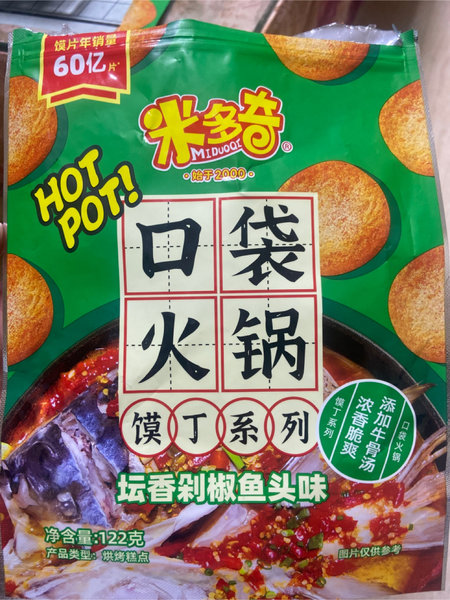 馍片年销量
60亿片*
米多奇
MIDUOQI®
·始于2000·
HOT
POT!
口袋
火锅
馍丁系列
口袋火锅
添加牛骨汤
浓香脆爽
馍丁系列
坛香剁椒鱼头味
净含量:122克
产品类型:烘烤糕点
图片仅供参考